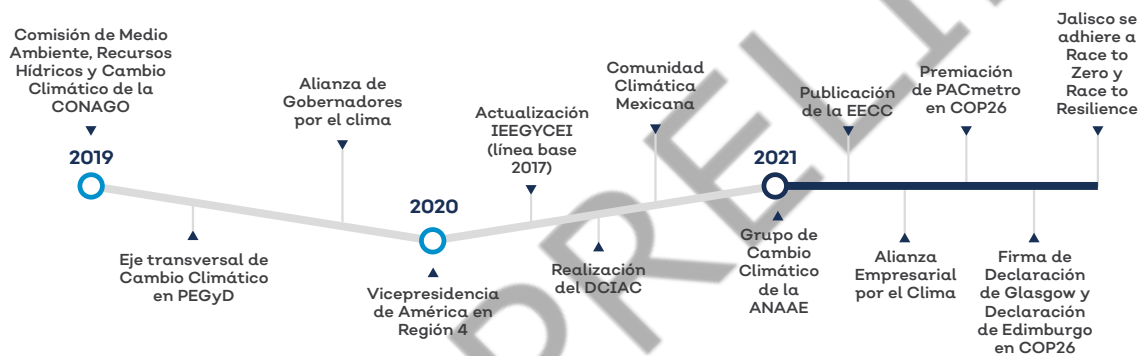 Comisión de Medio
Ambiente, Recursos
Hídricos y Cambio
Climático de la
CONAGO
2019
Eje transversal de
Cambio Climático
en PEGyD
Alianza de
Gobernadores
por el clima
2020
Vicepresidencia
de América en
Región 4
Actualización
IEEGYCEI
(línea base
2017)
Realización
del DCIAC
Comunidad
Climática
Mexicana
2021
Grupo de
Cambio
Climático
de la
ANAAE
Publicación
de la EECC
Alianza
Empresarial
por el Clima
Premiación
de PACmetro
en COP26
Firma de
Declaración
de Glasgow y
Declaración
de Edimburgo
en COP26
Jalisco se
adhiere a
Race to
Zero y
Race to
Resilience
PRELI